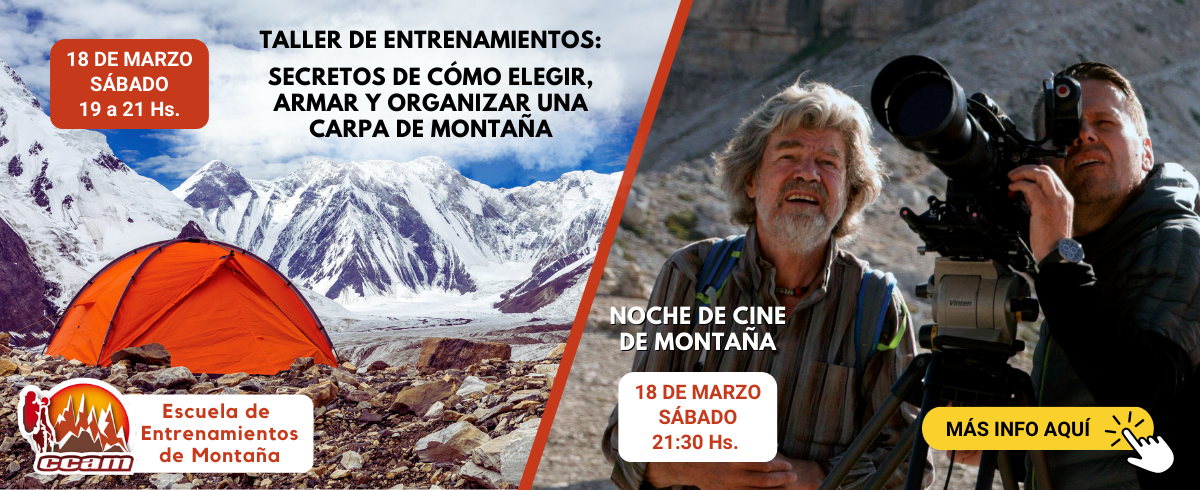 18 DE MARZO
SÁBADO
19 a 21 Hs.
TALLER DE ENTRENAMIENTOS:
SECRETOS DE CÓMO ELEGIR,
ARMAR Y ORGANIZAR UNA
CARPA DE MONTAÑA
ccam
Escuela de
Entrenamientos
de Montaña
NOCHE DE CINE
DE MONTAÑA
18 DE MARZO
SÁBADO
21:30 Hs.
Vinten
MÁS INFO AQUÍ